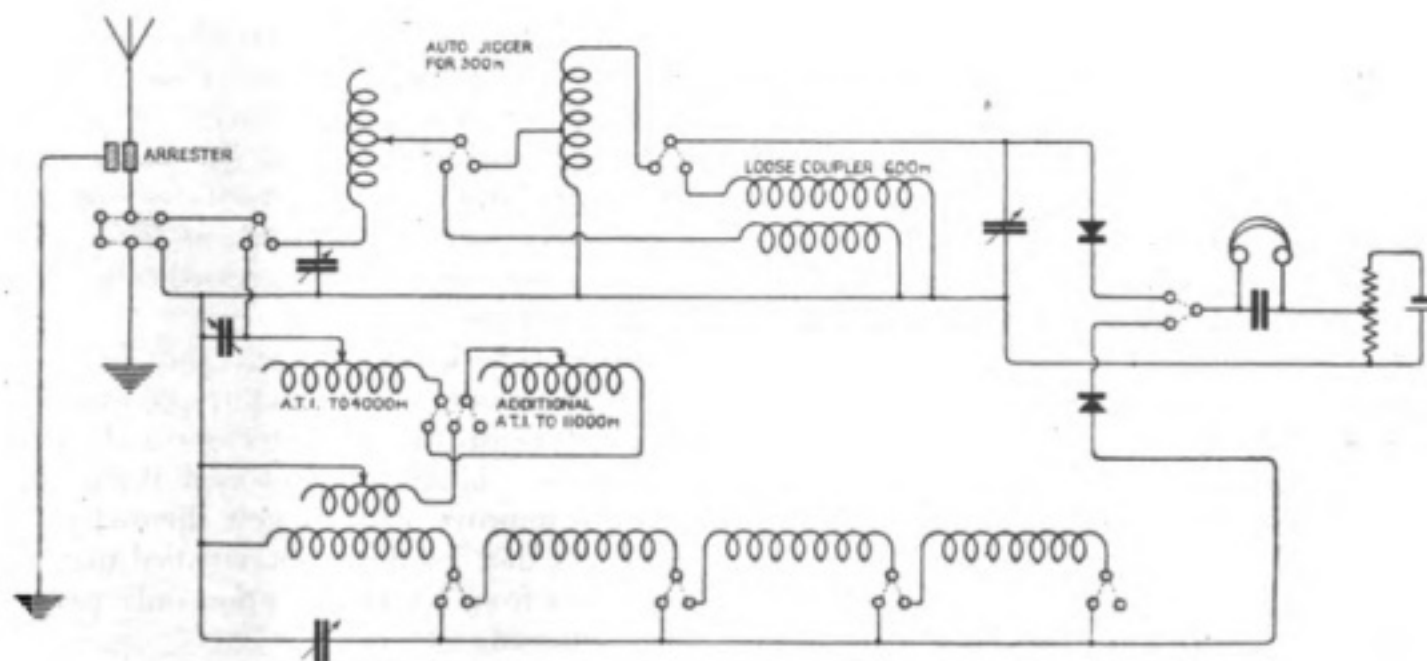 AUTO JIGGER
FOR 300m
ARRESTER
LOOSE COUPLER 600m
A.T.I. TO 4000M
ADDITIONAL
A.T.I. TO 11000M